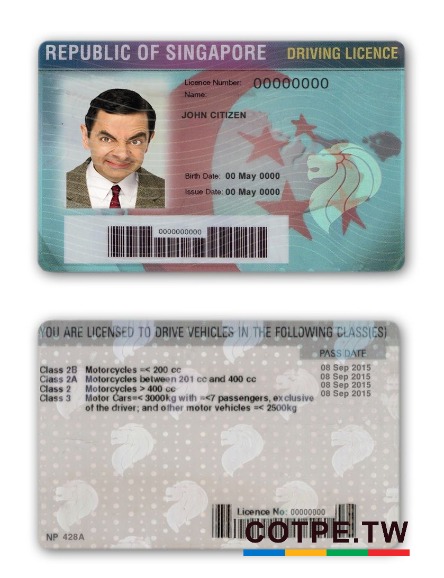 REPUBLIC OF SINGAPORE DRIVING LICENCE
Licence Number: 00000000
Name:
JOHN CITIZEN
Birth Date: 00 May 0000
Issue Date: 00 May 0000
0000000000
YOU ARE LICENSED TO DRIVE VEHICLES IN THE FOLLOWING CLASS(ES)
PASS DATE
Class 2B Motorcycles =< 200 cc 08 Sep 2015
Class 2A Motorcycles between 201 cc and 400 cc 08 Sep 2015
Class 2 Motorcycles > 400 cc 08 Sep 2015
Class 3 Motor Cars=< 3000kg with =<7 passengers, exclusive 08 Sep 2015
of the driver; and other motor vehicles =< 2500kg
Licence No: 00000000
NP 428A
COTPE.TW